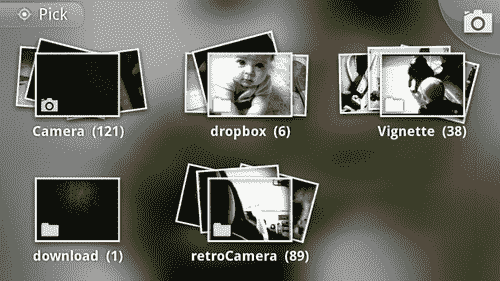 Pick
Camera (121)
dropbox (6)
Vignette (38)
download (1)
retroCamera (89)